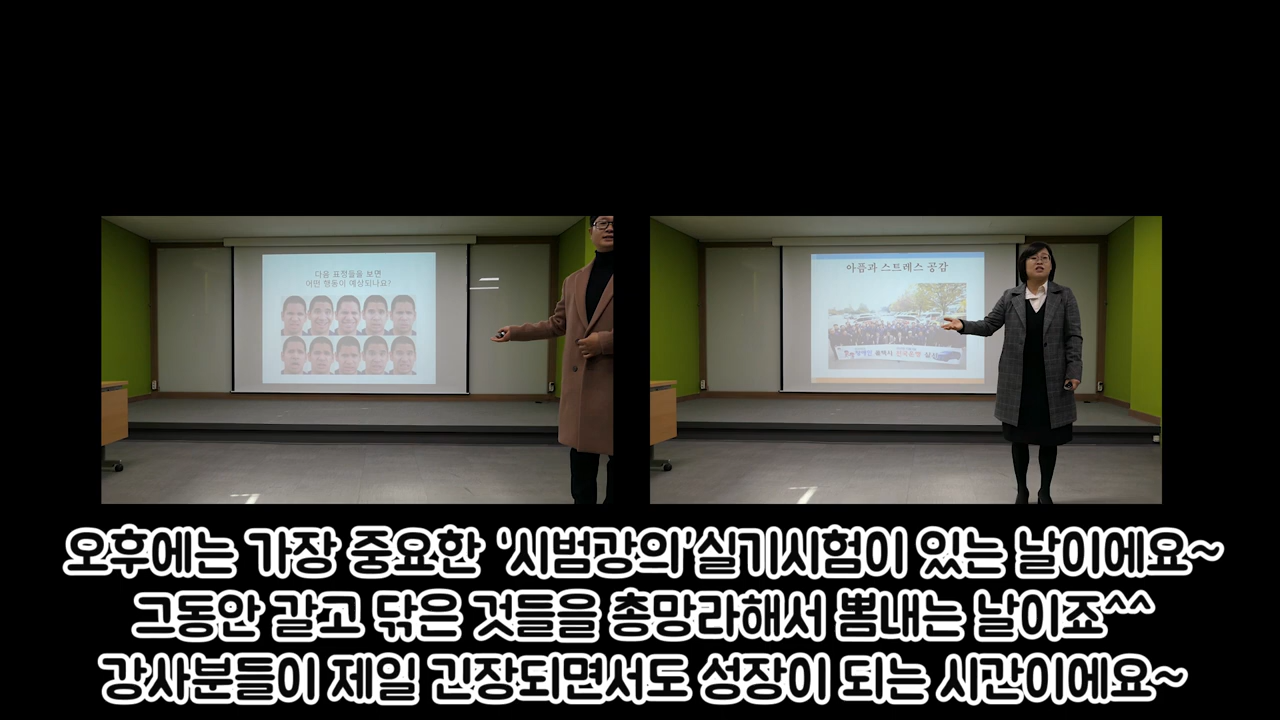 다음 표정들을 보면
어떤 행동이 예상되나요?
아픔과 스트레스 공감
오후에는 가장 중요한 ‘시범강의’실기시험이 있는 날이에요~
그동안 갈고 닦은 것들을 총망라해서 뽐내는 날이죠^^
강사분들이 제일 긴장되면서도 성장이 되는 시간이에요~